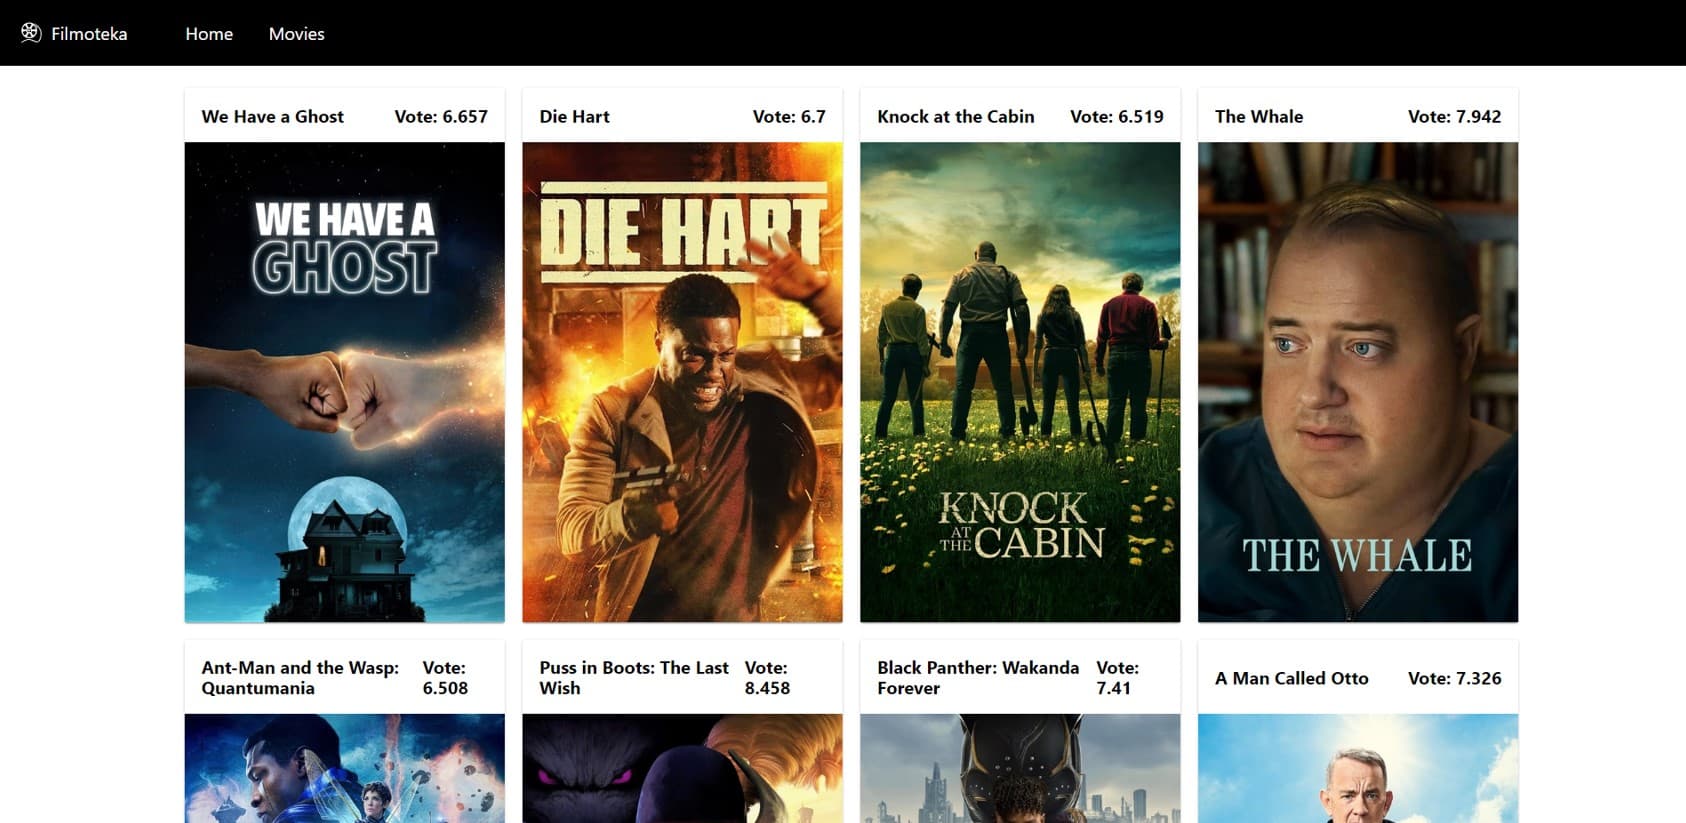 Filmoteka
Home
Movies
We Have a Ghost
Vote: 6.657
Die Hart
Vote: 6.7
Knock at the Cabin
Vote: 6.519
The Whale
Vote: 7.942
WE HAVE A
GHOST
DIE HART
KNOCK
AT
THE CABIN
THE WHALE
Ant-Man and the Wasp:
Quantumania
Vote:
6.508
Puss in Boots: The Last
Wish
Vote:
8.458
Black Panther: Wakanda
Forever
Vote:
7.41
A Man Called Otto
Vote: 7.326